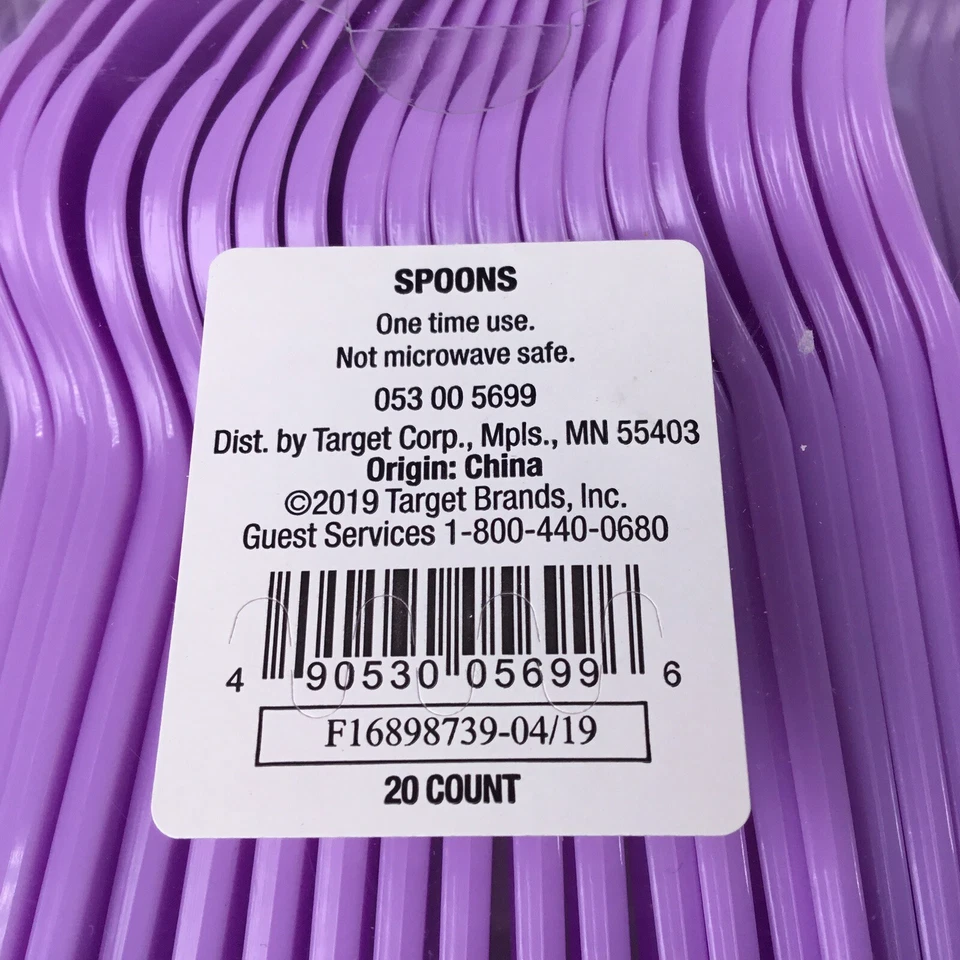 SPOONS
One time use.
Not microwave safe.
053 00 5699
Dist. by Target Corp., Mpls., MN 55403
Origin: China
©2019 Target Brands, Inc.
Guest Services 1-800-440-0680
4 90530 05699 6
F16898739-04/19
20 COUNT